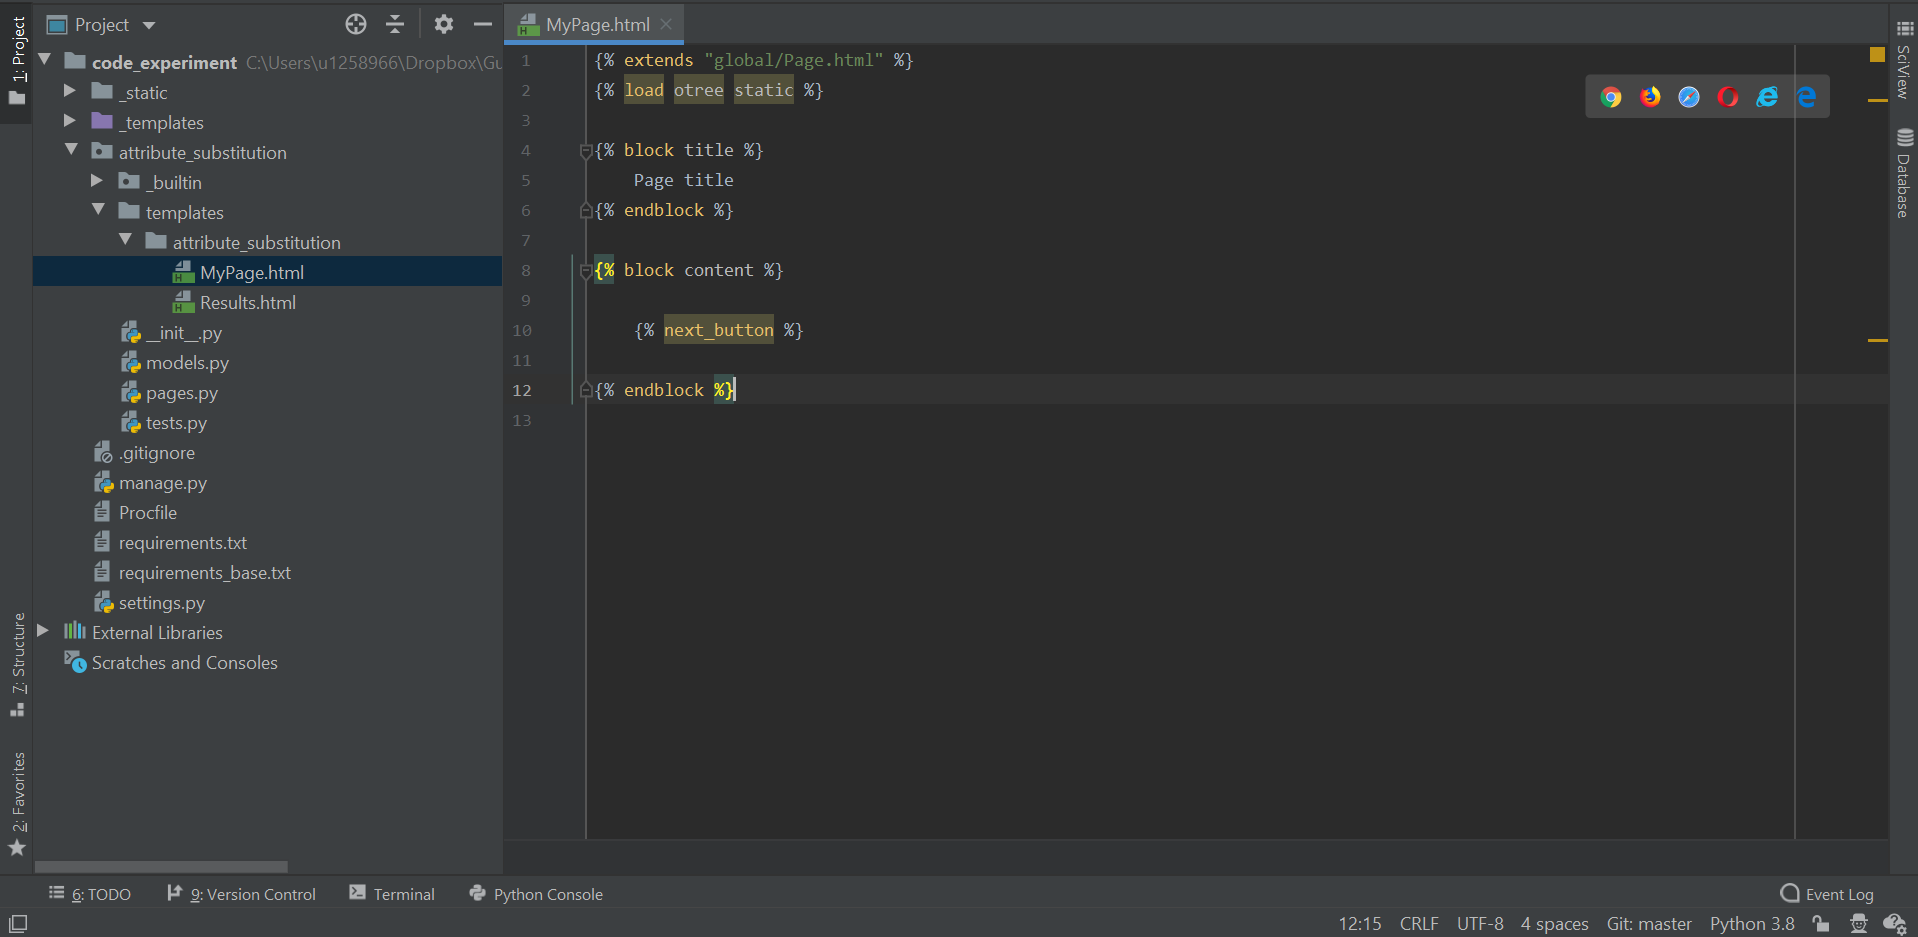 Project
MyPage.html
1: Project
code_experiment C:\Users\u1258966\Dropbox\Gu
_static
_templates
attribute_substitution
_builtin
templates
attribute_substitution
MyPage.html
Results.html
__init__.py
models.py
pages.py
tests.py
.gitignore
manage.py
Procfile
requirements.txt
requirements_base.txt
settings.py
External Libraries
Scratches and Consoles
7: Structure
2: Favorites
1 {% extends "global/Page.html" %}
2 {% load otree static %}
3
4 {% block title %}
5 Page title
6 {% endblock %}
7
8 {% block content %}
9
10 {% next_button %}
11
12 {% endblock %}
13
SciView
Database
6: TODO
9: Version Control
Terminal
Python Console
Event Log
12:15 CRLF UTF-8 4 spaces Git: master Python 3.8